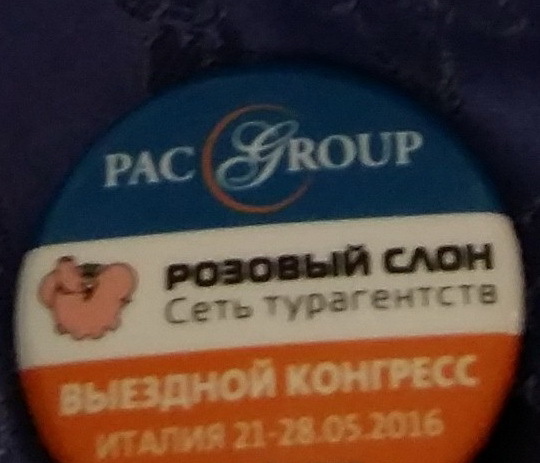 PAC GROUP
РОЗОВЫЙ СЛОН
Сеть турагентств
ВЫЕЗДНОЙ КОНГРЕСС
ИТАЛИЯ 21-28.05.2016